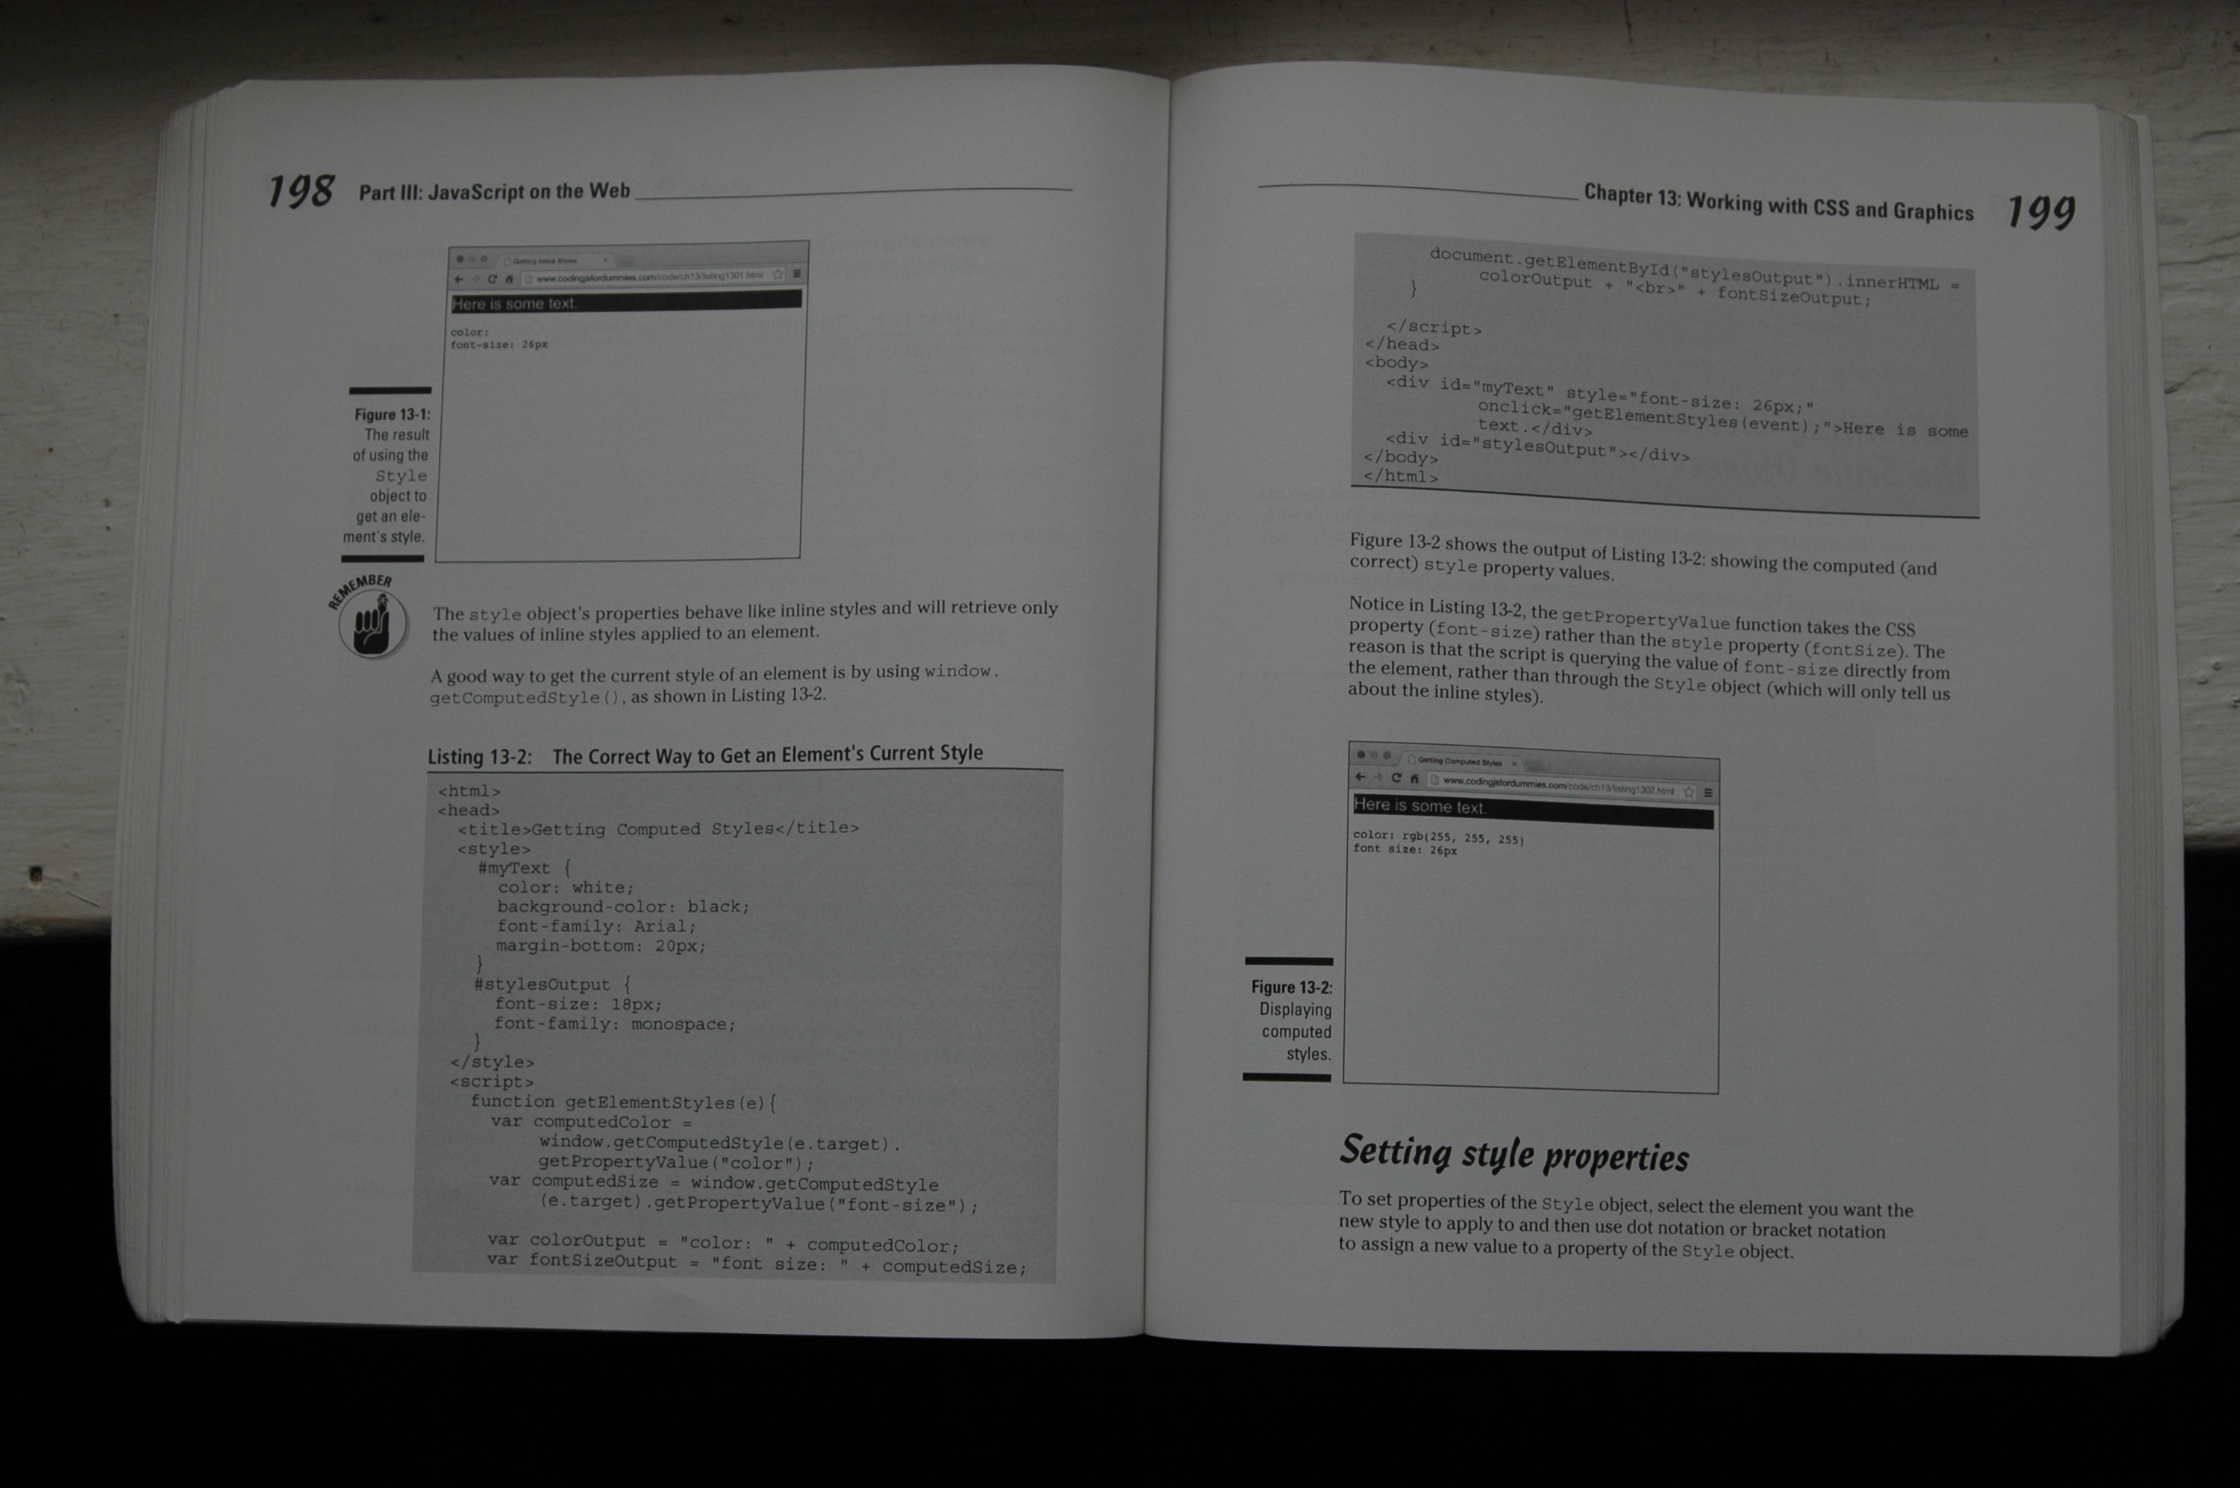 198 Part III: JavaScript on the Web
Getting Inline Styles
www.codingjsfordummies.com/code/ch13/listing1301.html
Here is some text.
color:
font-size: 26px
Figure 13-1:
The result
of using the
Style
object to
get an ele-
ment's style.
REMEMBER
The style object's properties behave like inline styles and will retrieve only
the values of inline styles applied to an element.
A good way to get the current style of an element is by using window.
getComputedStyle(), as shown in Listing 13-2.
Listing 13-2: The Correct Way to Get an Element's Current Style
<html>
<head>
<title>Getting Computed Styles</title>
<style>
#myText {
color: white;
background-color: black;
font-family: Arial;
margin-bottom: 20px;
}
#stylesOutput {
font-size: 18px;
font-family: monospace;
}
</style>
<script>
function getElementStyles(e){
var computedColor =
window.getComputedStyle(e.target).
getPropertyValue("color");
var computedSize = window.getComputedStyle
(e.target).getPropertyValue("font-size");
var colorOutput = "color: " + computedColor;
var fontSizeOutput = "font size: " + computedSize;
Chapter 13: Working with CSS and Graphics 199
document.getElementById("stylesOutput").innerHTML =
colorOutput + "<br>" + fontSizeOutput;
}
</script>
</head>
<body>
<div id="myText" style="font-size: 26px;"
onclick="getElementStyles(event);">Here is some
text.</div>
<div id="stylesOutput"></div>
</body>
</html>
Figure 13-2 shows the output of Listing 13-2: showing the computed (and
correct) style property values.
Notice in Listing 13-2, the getPropertyValue function takes the CSS
property (font-size) rather than the style property (fontSize). The
reason is that the script is querying the value of font-size directly from
the element, rather than through the Style object (which will only tell us
about the inline styles).
Getting Computed Styles
www.codingjsfordummies.com/code/ch13/listing1302.html
Here is some text.
color: rgb(255, 255, 255)
font size: 26px
Figure 13-2:
Displaying
computed
styles.
Setting style properties
To set properties of the Style object, select the element you want the
new style to apply to and then use dot notation or bracket notation
to assign a new value to a property of the Style object.